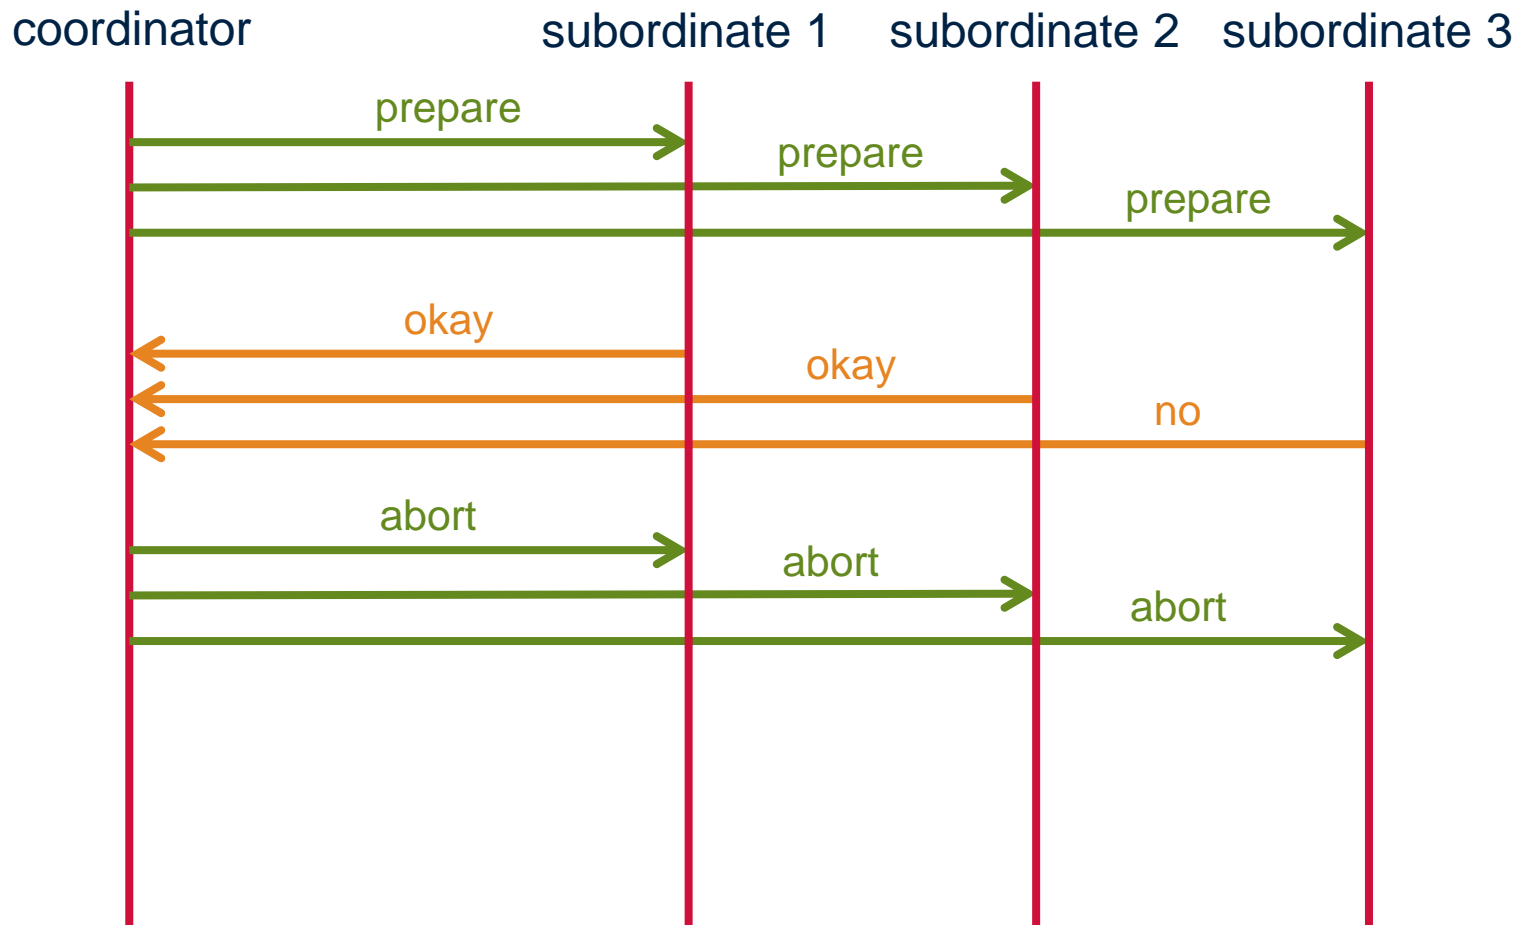 coordinator subordinate 1 subordinate 2 subordinate 3
prepare
prepare
prepare
okay
okay
no
abort
abort
abort